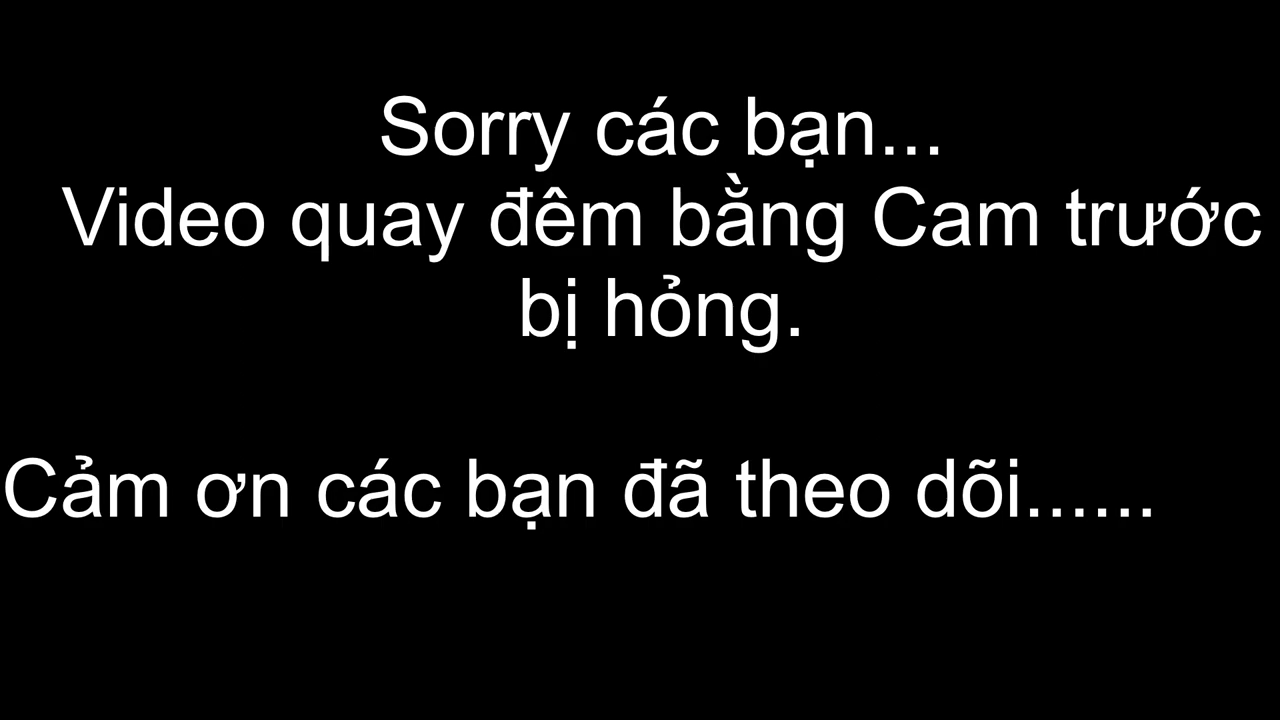 Sorry các bạn...
Video quay đêm bằng Cam trước
bị hỏng.
Cảm ơn các bạn đã theo dõi......